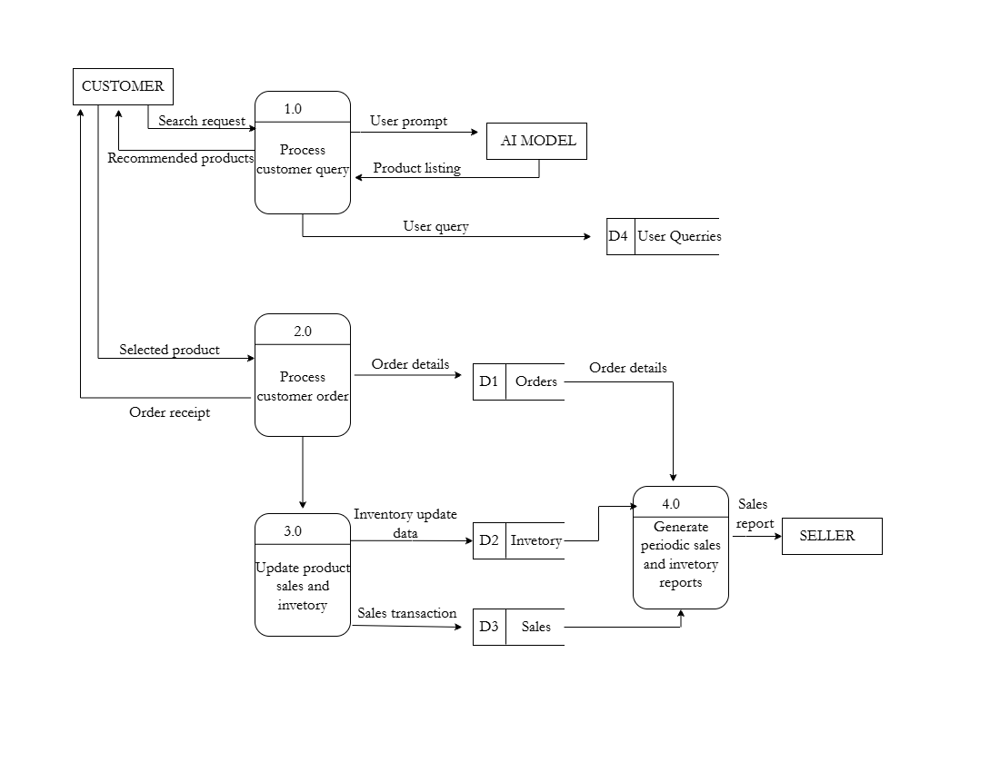 CUSTOMER
Search request
Recommended products
1.0
Process
customer query
User prompt
AI MODEL
Product listing
User query
D4
User Querries
Selected product
Order receipt
2.0
Process
customer order
Order details
D1
Orders
Order details
3.0
Update product
sales and
invetory
Inventory update
data
D2
Invetory
Sales transaction
D3
Sales
4.0
Generate
periodic sales
and invetory
reports
Sales
report
SELLER